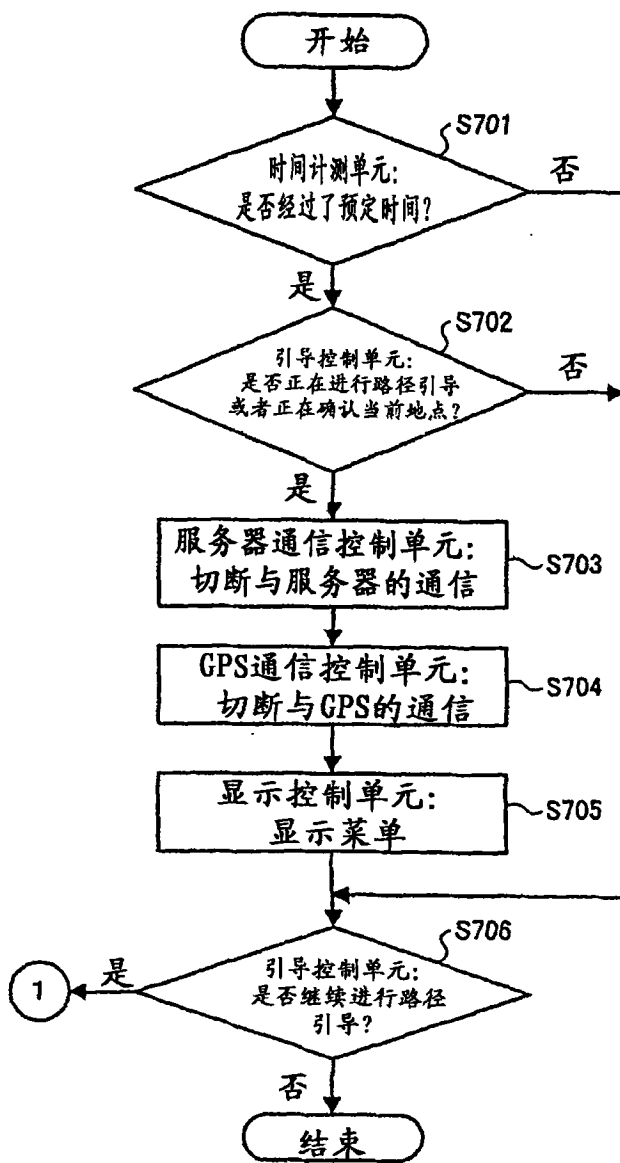 开始
S701
时间计测单元:
是否经过了预定时间?
否
是
S702
引导控制单元:
是否正在进行路径引导
或者正在确认当前地点?
否
是
服务器通信控制单元:
切断与服务器的通信
S703
GPS通信控制单元:
切断与GPS的通信
S704
显示控制单元:
显示菜单
S705
S706
引导控制单元:
是否继续进行路径
引导?
是
1
否
结束